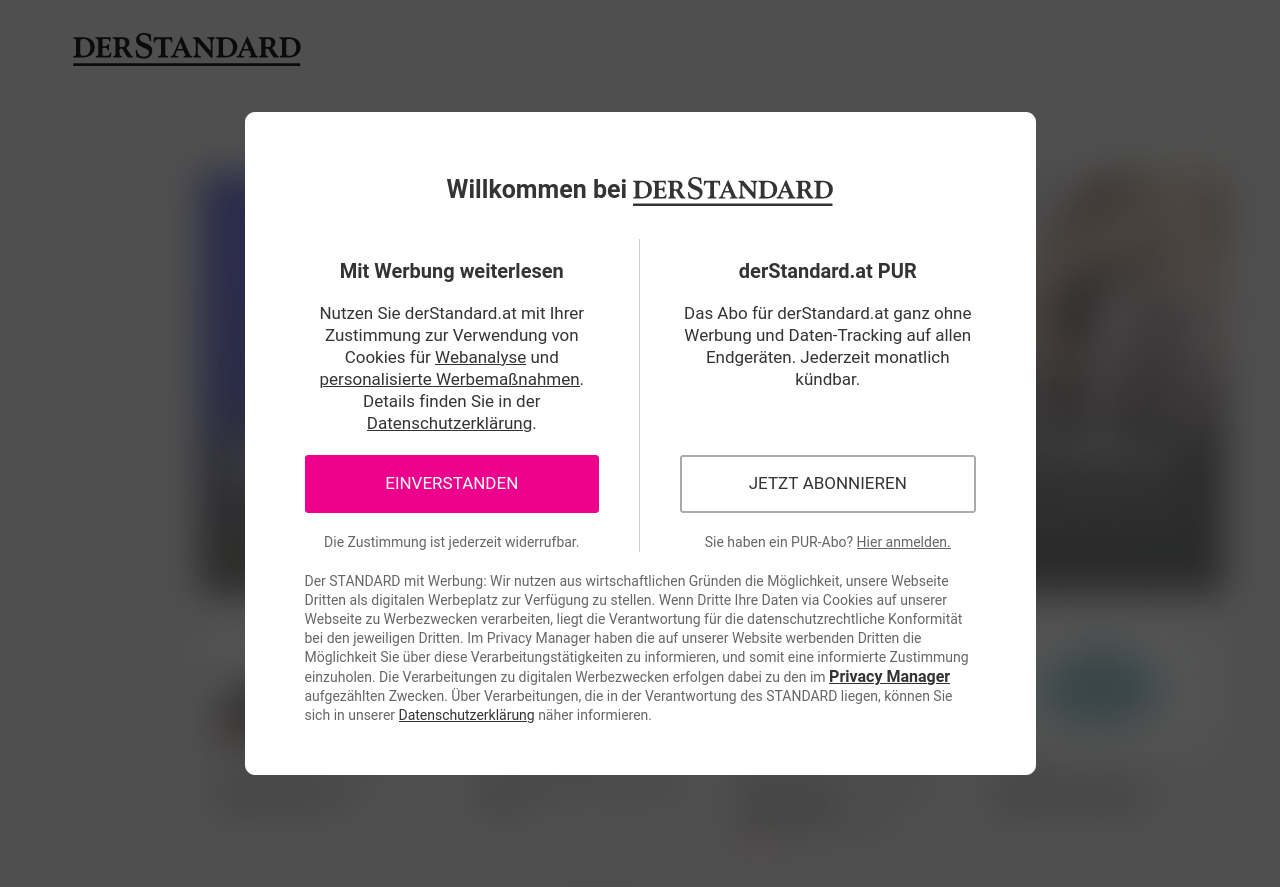 DERSTANDARD
Willkommen bei DERSTANDARD
Mit Werbung weiterlesen
Nutzen Sie derStandard.at mit Ihrer
Zustimmung zur Verwendung von
Cookies für Webanalyse und
personalisierte Werbemaßnahmen.
Details finden Sie in der
Datenschutzerklärung.
EINVERSTANDEN
Die Zustimmung ist jederzeit widerrufbar.
derStandard.at PUR
Das Abo für derStandard.at ganz ohne
Werbung und Daten-Tracking auf allen
Endgeräten. Jederzeit monatlich
kündbar.
JETZT ABONNIEREN
Sie haben ein PUR-Abo? Hier anmelden.
Der STANDARD mit Werbung: Wir nutzen aus wirtschaftlichen Gründen die Möglichkeit, unsere Webseite
Dritten als digitalen Werbeplatz zur Verfügung zu stellen. Wenn Dritte Ihre Daten via Cookies auf unserer
Webseite zu Werbezwecken verarbeiten, liegt die Verantwortung für die datenschutzrechtliche Konformität
bei den jeweiligen Dritten. Im Privacy Manager haben die auf unserer Website werbenden Dritten die
Möglichkeit Sie über diese Verarbeitungstätigkeiten zu informieren, und somit eine informierte Zustimmung
einzuholen. Die Verarbeitungen zu digitalen Werbezwecken erfolgen dabei zu den im Privacy Manager
aufgezählten Zwecken. Über Verarbeitungen, die in der Verantwortung des STANDARD liegen, können Sie
sich in unserer Datenschutzerklärung näher informieren.